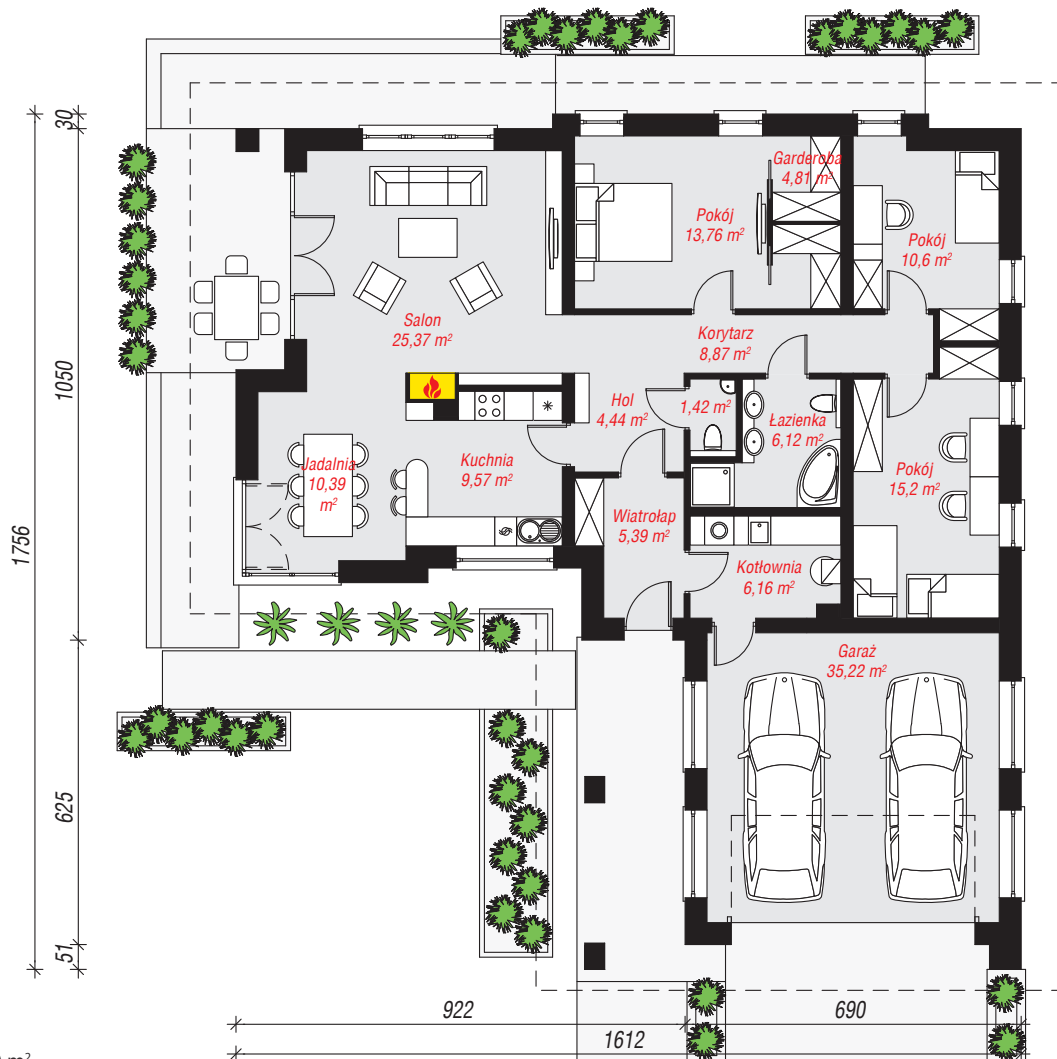 Garderoba
4,81 m²
Pokój
13,76 m²
Pokój
10,6 m²
Salon
25,37 m²
Korytarz
8,87 m²
Hol
4,44 m²
1,42 m²
Łazienka
6,12 m²
Jadalnia
10,39
m²
Kuchnia
9,57 m²
Pokój
15,2 m²
Wiatrołap
5,39 m²
Kotłownia
6,16 m²
Garaż
35,22 m²
30
1050
1756
625
51
922
690
1612
m²